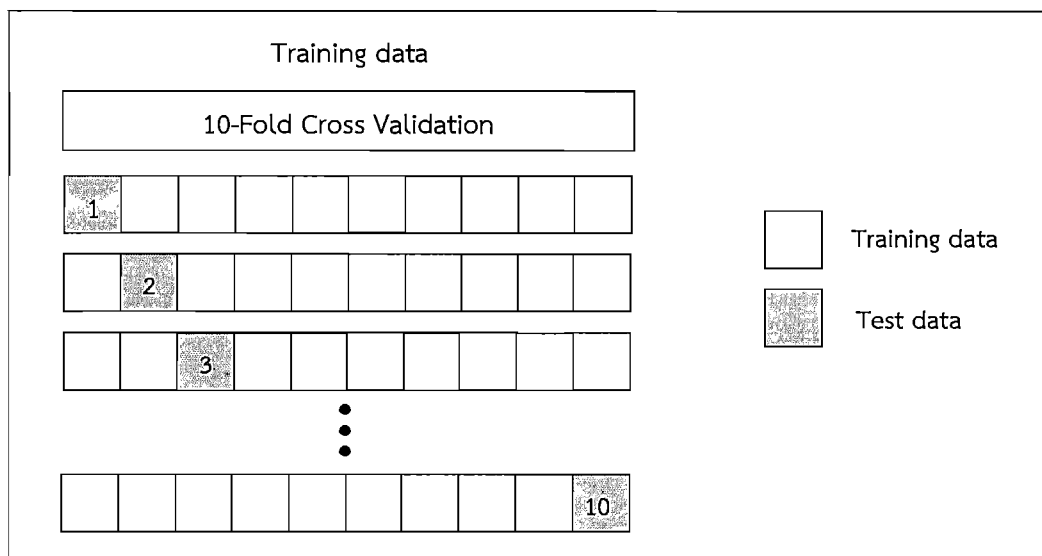 Training data
10-Fold Cross Validation
1
2
3
10
Training data
Test data